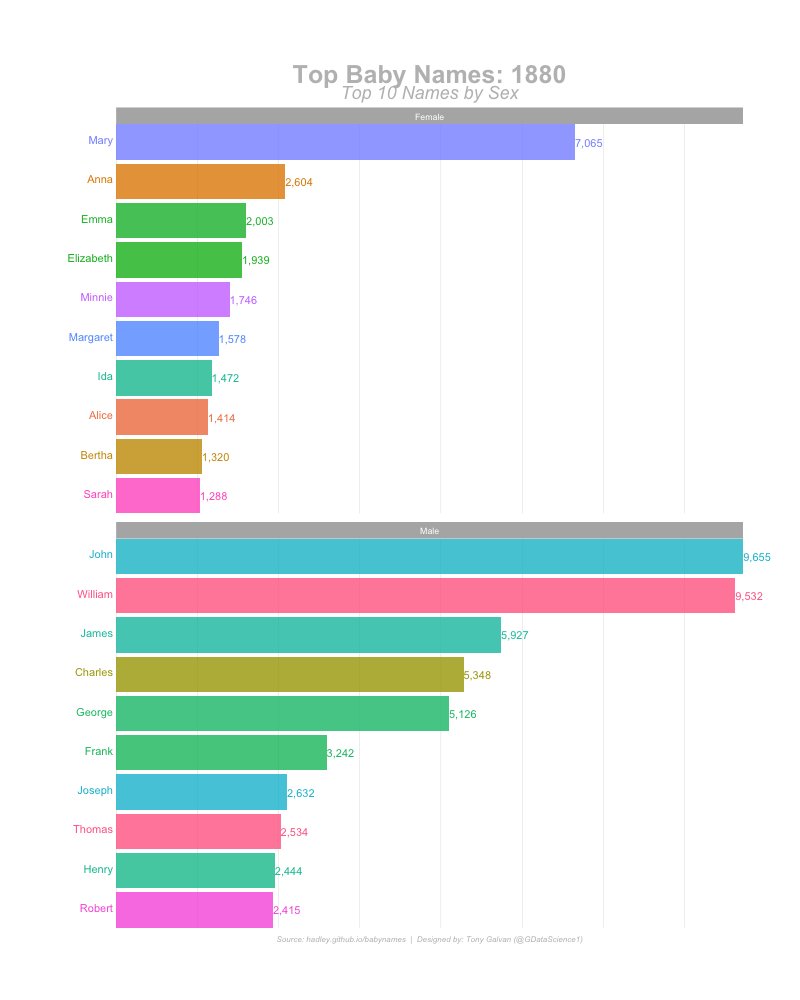 Top Baby Names: 1880
Top 10 Names by Sex
Female
Mary 7,065
Anna 2,604
Emma 2,003
Elizabeth 1,939
Minnie 1,746
Margaret 1,578
Ida 1,472
Alice 1,414
Bertha 1,320
Sarah 1,288
Male
John 9,655
William 9,532
James 5,927
Charles 5,348
George 5,126
Frank 3,242
Joseph 2,632
Thomas 2,534
Henry 2,444
Robert 2,415
Source: hadley.github.io/babynames | Designed by: Tony Galvan (@GDataScience1)